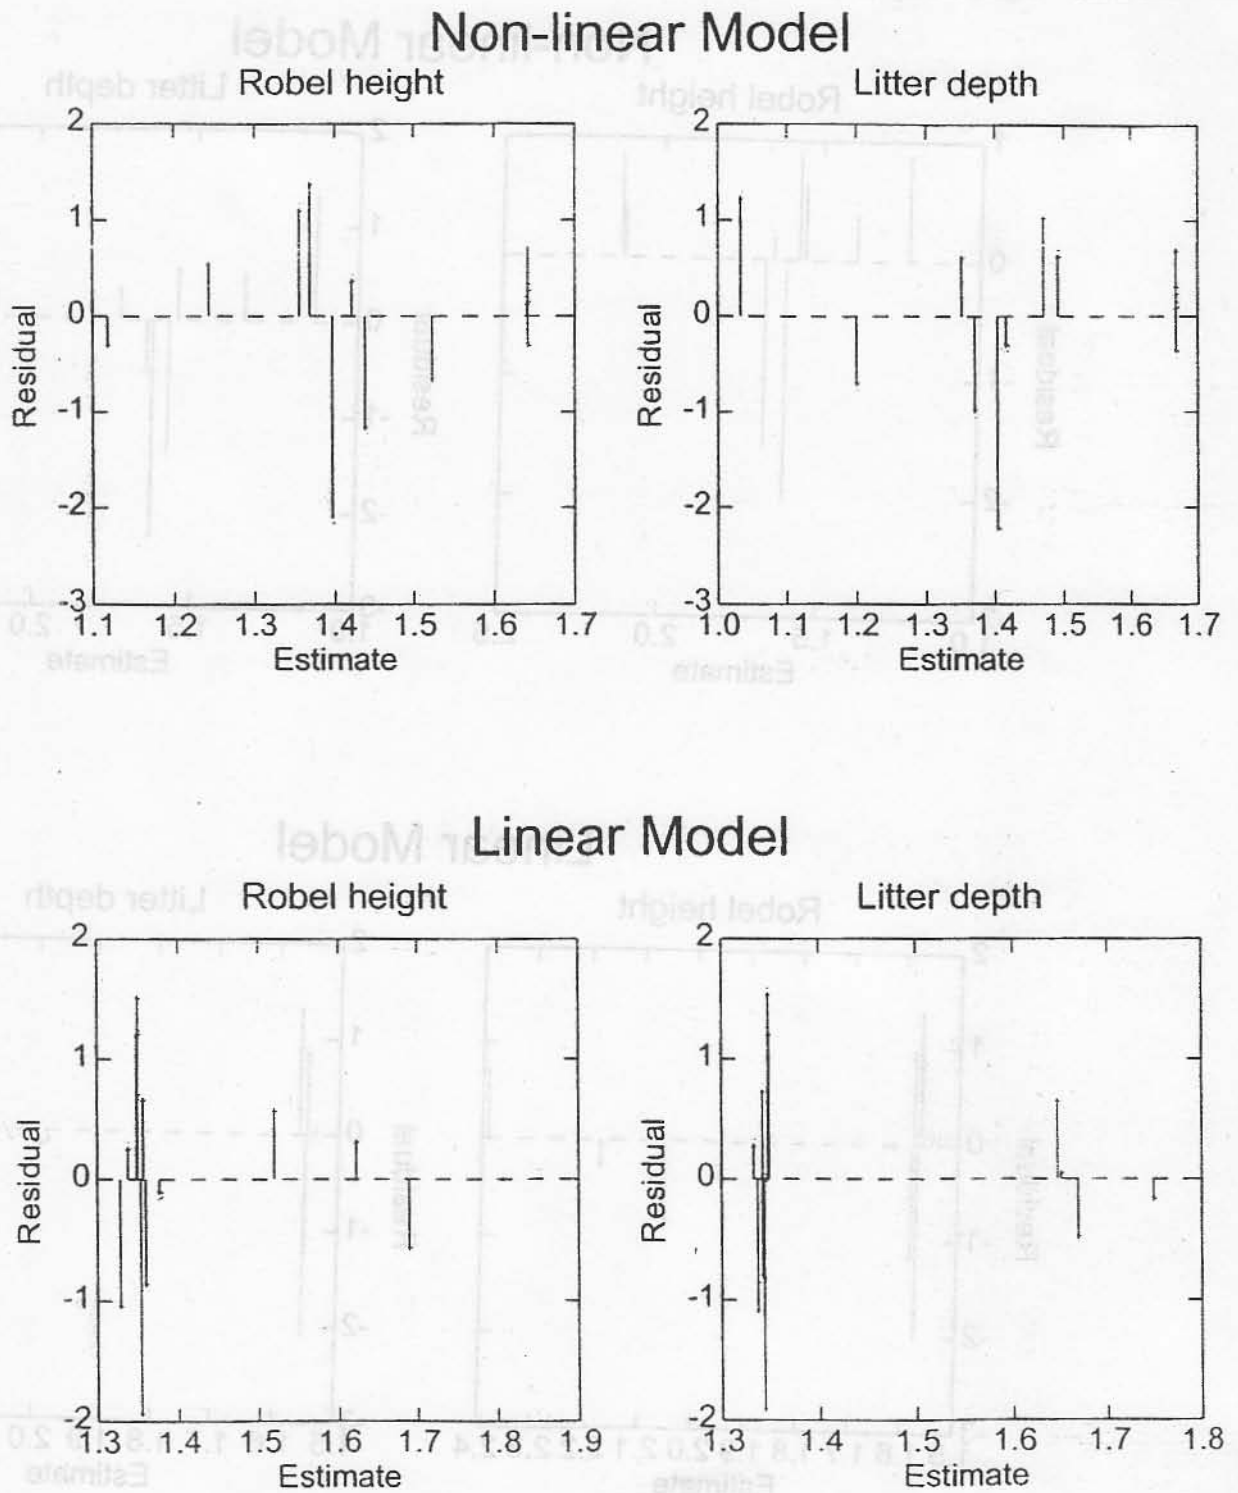 Non-linear Model
Robel height
Litter depth
2
1
0
-1
-2
-3
Residual
1.1 1.2 1.3 1.4 1.5 1.6 1.7
Estimate
2
1
0
-1
-2
-3
Residual
1.0 1.1 1.2 1.3 1.4 1.5 1.6 1.7
Estimate
Linear Model
Robel height
Litter depth
2
1
0
-1
-2
Residual
1.3 1.4 1.5 1.6 1.7 1.8 1.9
Estimate
2
1
0
-1
-2
Residual
1.3 1.4 1.5 1.6 1.7 1.8
Estimate